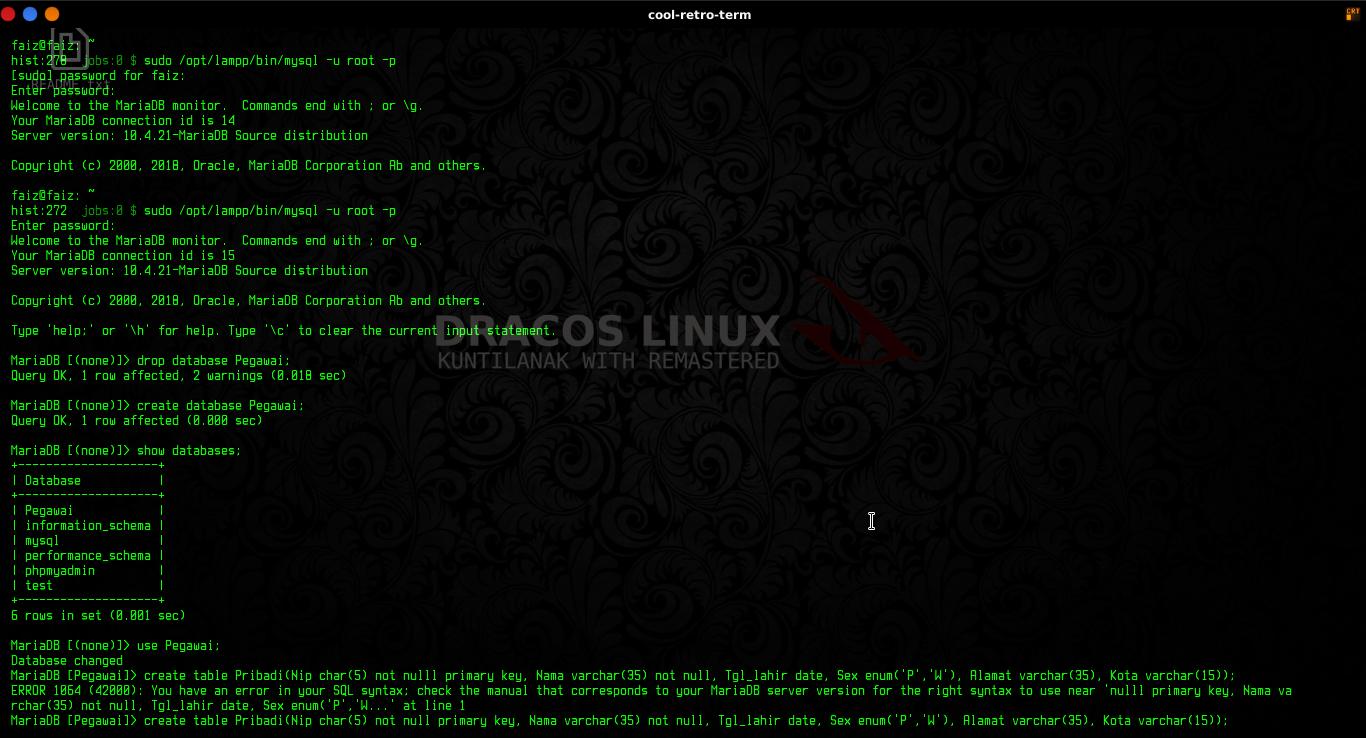 cool-retro-term
CRT
faiz@faiz: ~
hist:270 jobs:0 $ sudo /opt/lampp/bin/mysql -u root -p
[sudo] password for faiz:
README.txt
Enter password:
Welcome to the MariaDB monitor.  Commands end with ; or \g.
Your MariaDB connection id is 14
Server version: 10.4.21-MariaDB Source distribution
Copyright (c) 2000, 2018, Oracle, MariaDB Corporation Ab and others.
faiz@faiz: ~
hist:272  jobs:0 $ sudo /opt/lampp/bin/mysql -u root -p
Enter password:
Welcome to the MariaDB monitor.  Commands end with ; or \g.
Your MariaDB connection id is 15
Server version: 10.4.21-MariaDB Source distribution
Copyright (c) 2000, 2018, Oracle, MariaDB Corporation Ab and others.
Type 'help;' or '\h' for help. Type '\c' to clear the current input statement.
DRACOS LINUX
KUNTILANAK WITH REMASTERED
MariaDB [(none)]> drop database Pegawai;
Query OK, 1 row affected, 2 warnings (0.018 sec)
MariaDB [(none)]> create database Pegawai;
Query OK, 1 row affected (0.000 sec)
MariaDB [(none)]> show databases;
+--------------------+
| Database           |
+--------------------+
| Pegawai            |
| information_schema |
| mysql              |
| performance_schema |
| phpmyadmin         |
| test               |
+--------------------+
6 rows in set (0.001 sec)
MariaDB [(none)]> use Pegawai;
Database changed
MariaDB [Pegawai]> create table Pribadi(Nip char(5) not nulll primary key, Nama varchar(35) not null, Tgl_lahir date, Sex enum('P','W'), Alamat varchar(35), Kota varchar(15));
ERROR 1064 (42000): You have an error in your SQL syntax; check the manual that corresponds to your MariaDB server version for the right syntax to use near 'nulll primary key, Nama va
rchar(35) not null, Tgl_lahir date, Sex enum('P','W...' at line 1
MariaDB [Pegawai]> create table Pribadi(Nip char(5) not null primary key, Nama varchar(35) not null, Tgl_lahir date, Sex enum('P','W'), Alamat varchar(35), Kota varchar(15));